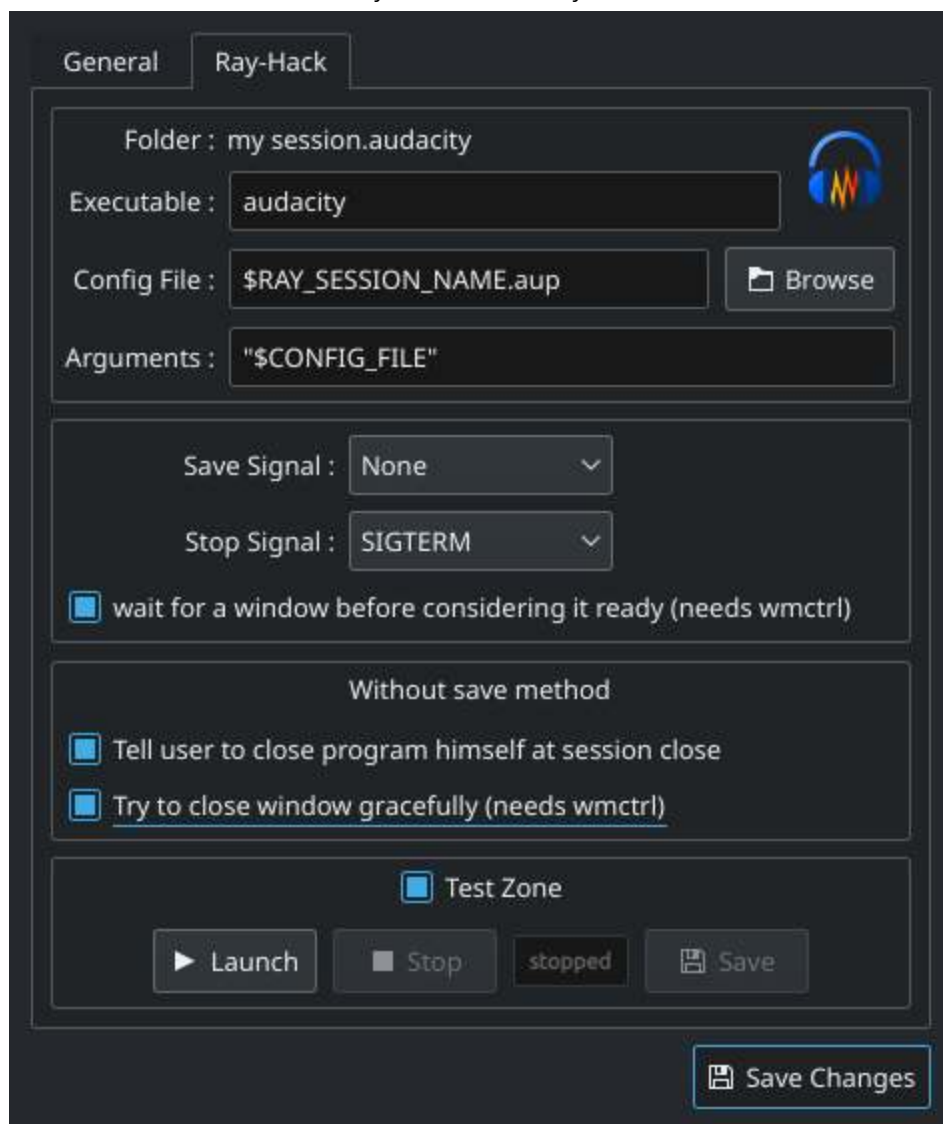 General
Ray-Hack
Folder : my session.audacity
Executable : audacity
Config File : $RAY_SESSION_NAME.aup
Browse
Arguments : "$CONFIG_FILE"
Save Signal : None
Stop Signal : SIGTERM
wait for a window before considering it ready (needs wmctrl)
Without save method
Tell user to close program himself at session close
Try to close window gracefully (needs wmctrl)
Test Zone
Launch
Stop
stopped
Save
Save Changes